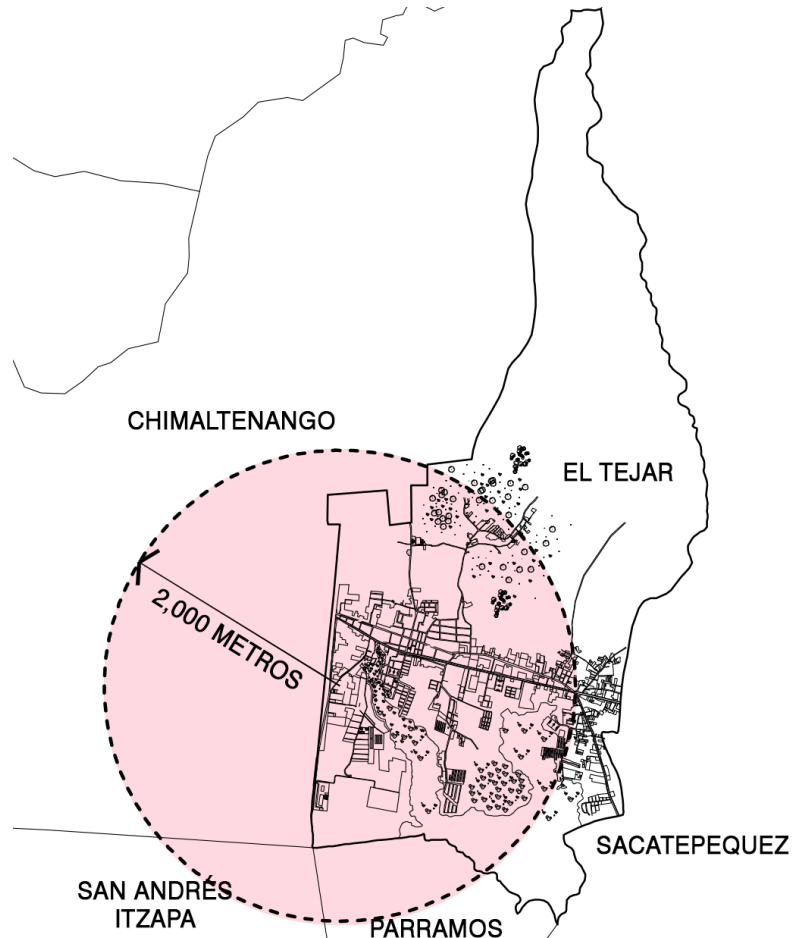 CHIMALTENANGO
EL TEJAR
2,000 METROS
SACATEPEQUEZ
SAN ANDRÉS
ITZAPA
PARRAMOS